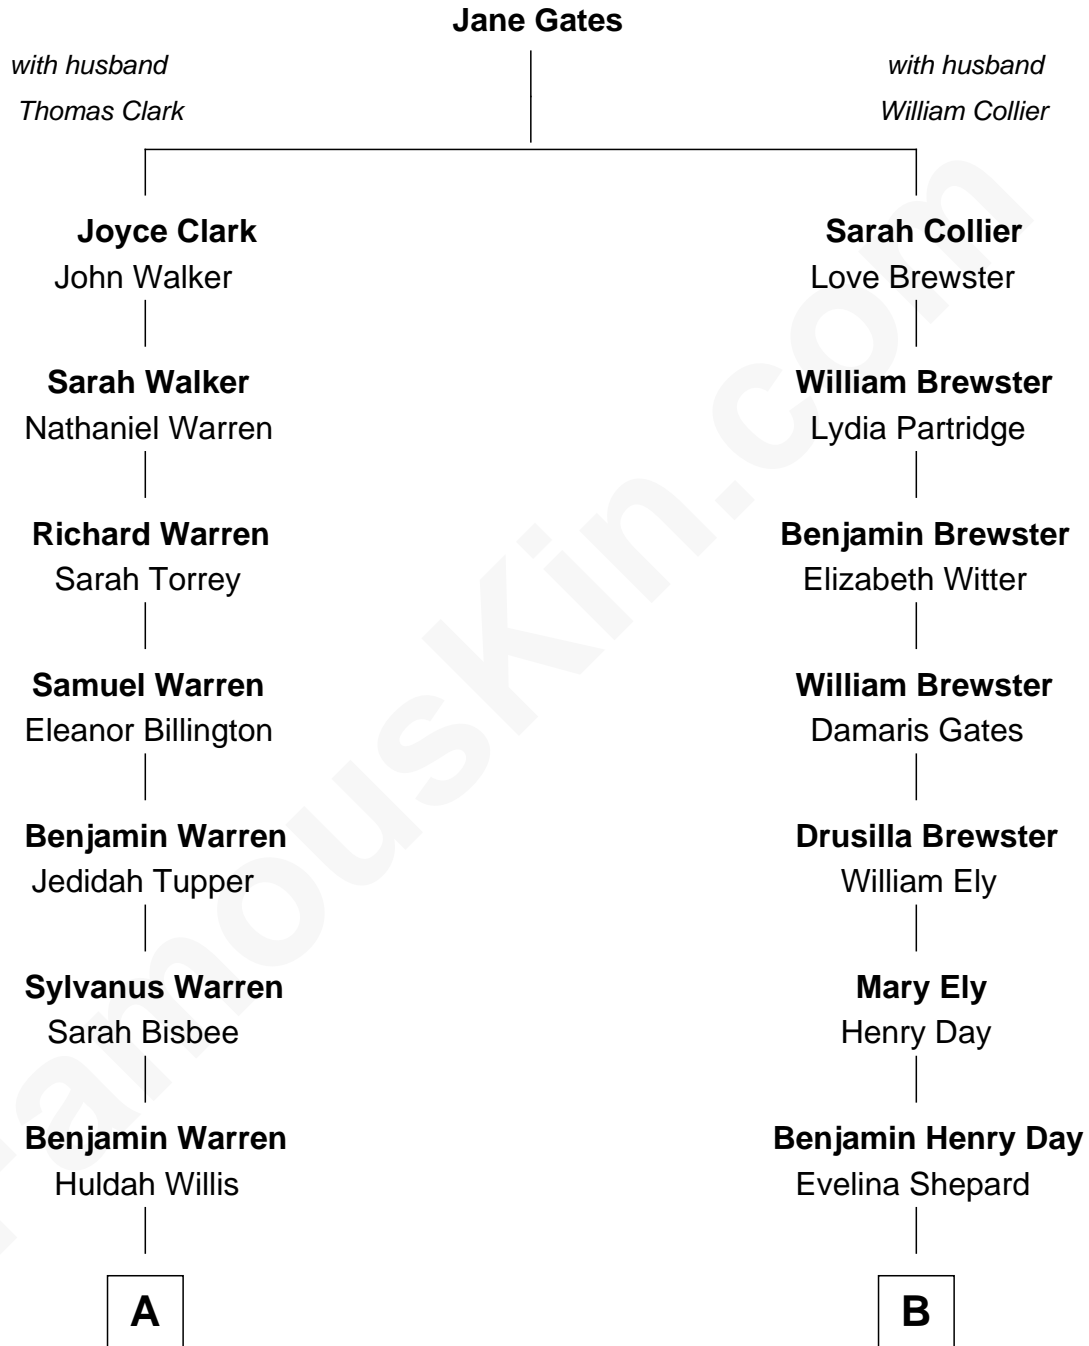 Jane Gates
with husband
Thomas Clark
with husband
William Collier
Joyce Clark
John Walker
Sarah Collier
Love Brewster
Sarah Walker
Nathaniel Warren
William Brewster
Lydia Partridge
Richard Warren
Sarah Torrey
Benjamin Brewster
Elizabeth Witter
Samuel Warren
Eleanor Billington
William Brewster
Damaris Gates
Benjamin Warren
Jedidah Tupper
Drusilla Brewster
William Ely
Sylvanus Warren
Sarah Bisbee
Mary Ely
Henry Day
Benjamin Warren
Huldah Willis
Benjamin Henry Day
Evelina Shepard
A
B
FamousKin.com